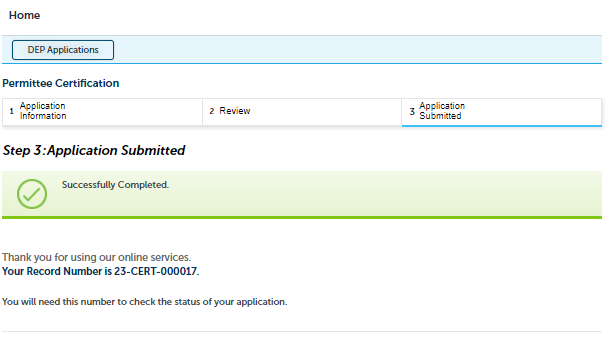 Home
DEP Applications
Permittee Certification
1 Application Information
2 Review
3 Application Submitted
Step 3:Application Submitted
Successfully Completed.
Thank you for using our online services.
Your Record Number is 23-CERT-000017.
You will need this number to check the status of your application.